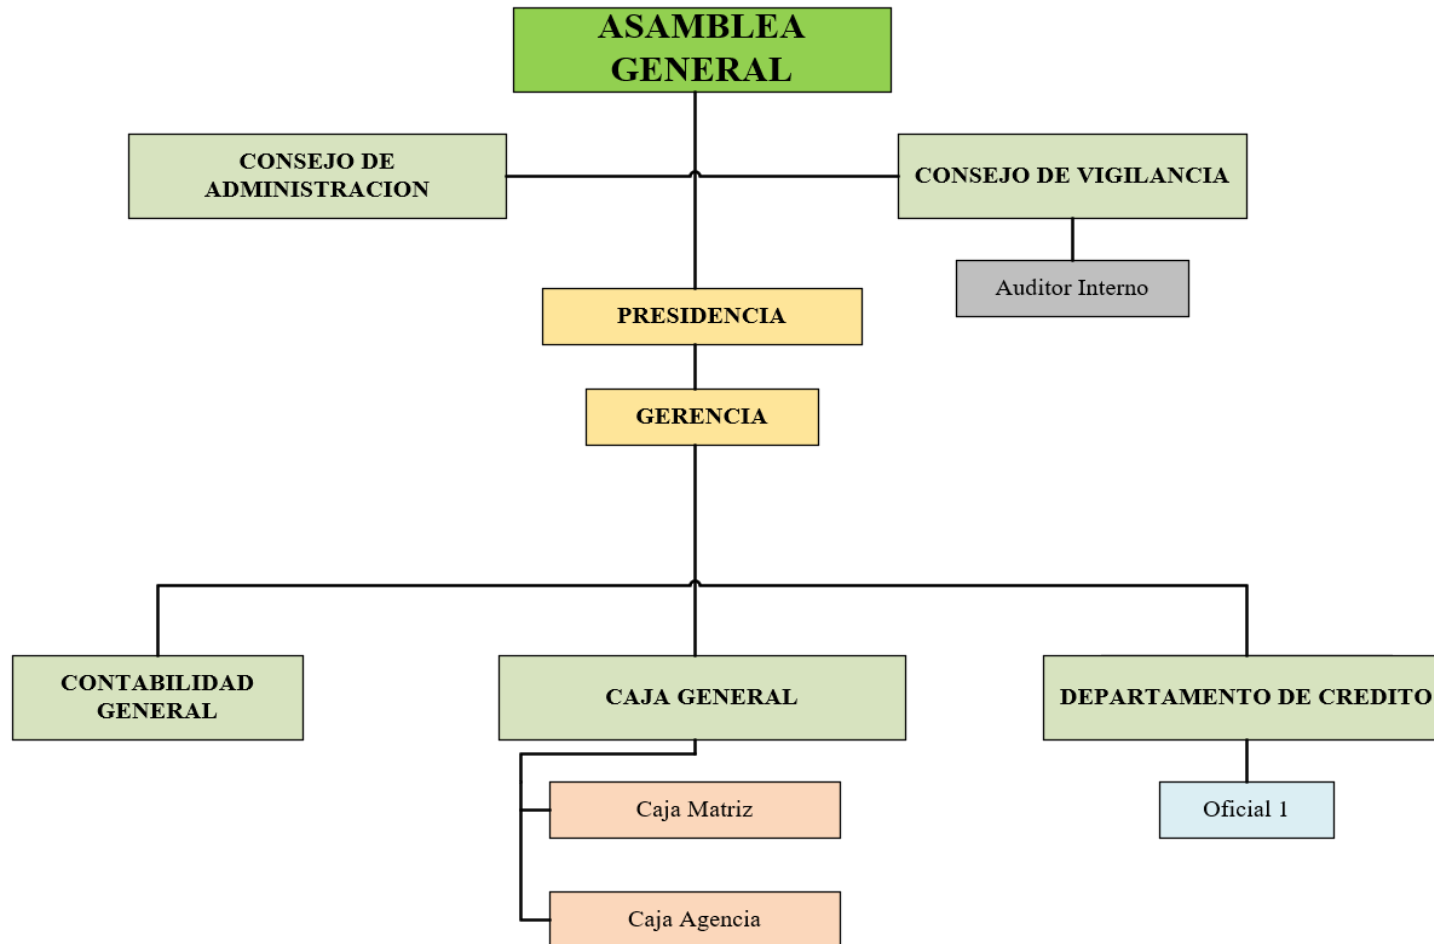 ASAMBLEA
GENERAL
CONSEJO DE
ADMINISTRACION
CONSEJO DE VIGILANCIA
Auditor Interno
PRESIDENCIA
GERENCIA
CONTABILIDAD
GENERAL
CAJA GENERAL
DEPARTAMENTO DE CREDITO
Caja Matriz
Oficial 1
Caja Agencia